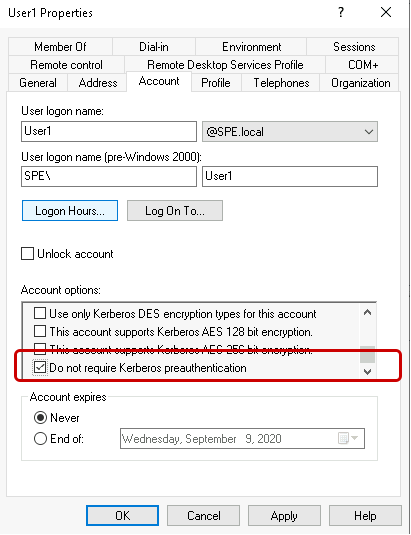 User1 Properties ? ×
Member Of Dial-in Environment Sessions
Remote control Remote Desktop Services Profile COM+
General Address Account Profile Telephones Organization
User logon name:
User1 @SPE.local
User logon name (pre-Windows 2000):
SPE\ User1
Logon Hours... Log On To...
Unlock account
Account options:
Use only Kerberos DES encryption types for this account
This account supports Kerberos AES 128 bit encryption.
This account supports Kerberos AES 256 bit encryption.
Do not require Kerberos preauthentication
Account expires
Never
End of: Wednesday, September 9, 2020
OK Cancel Apply Help